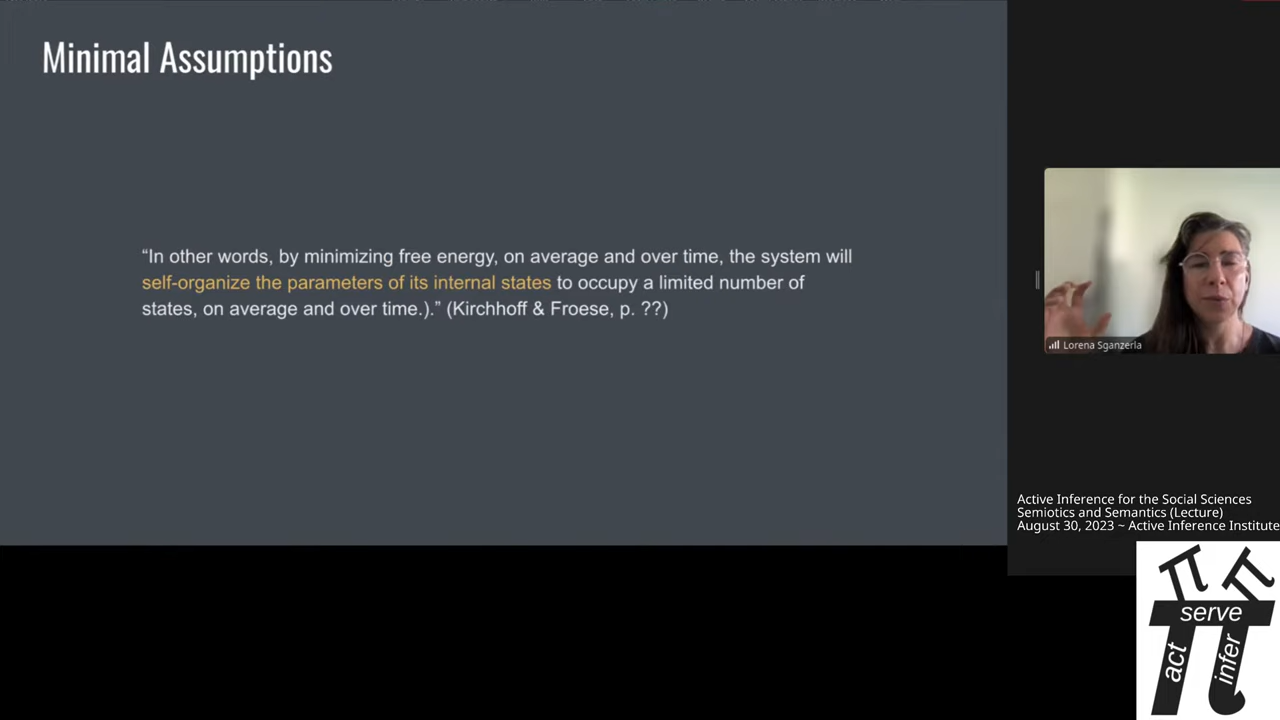 Minimal Assumptions
“In other words, by minimizing free energy, on average and over time, the system will
self-organize the parameters of its internal states to occupy a limited number of
states, on average and over time.).” (Kirchhoff & Froese, p. ??)
Lorena Sganzerla
Active Inference for the Social Sciences
Semiotics and Semantics (Lecture)
August 30, 2023 ~ Active Inference Institute
serve
act
infer